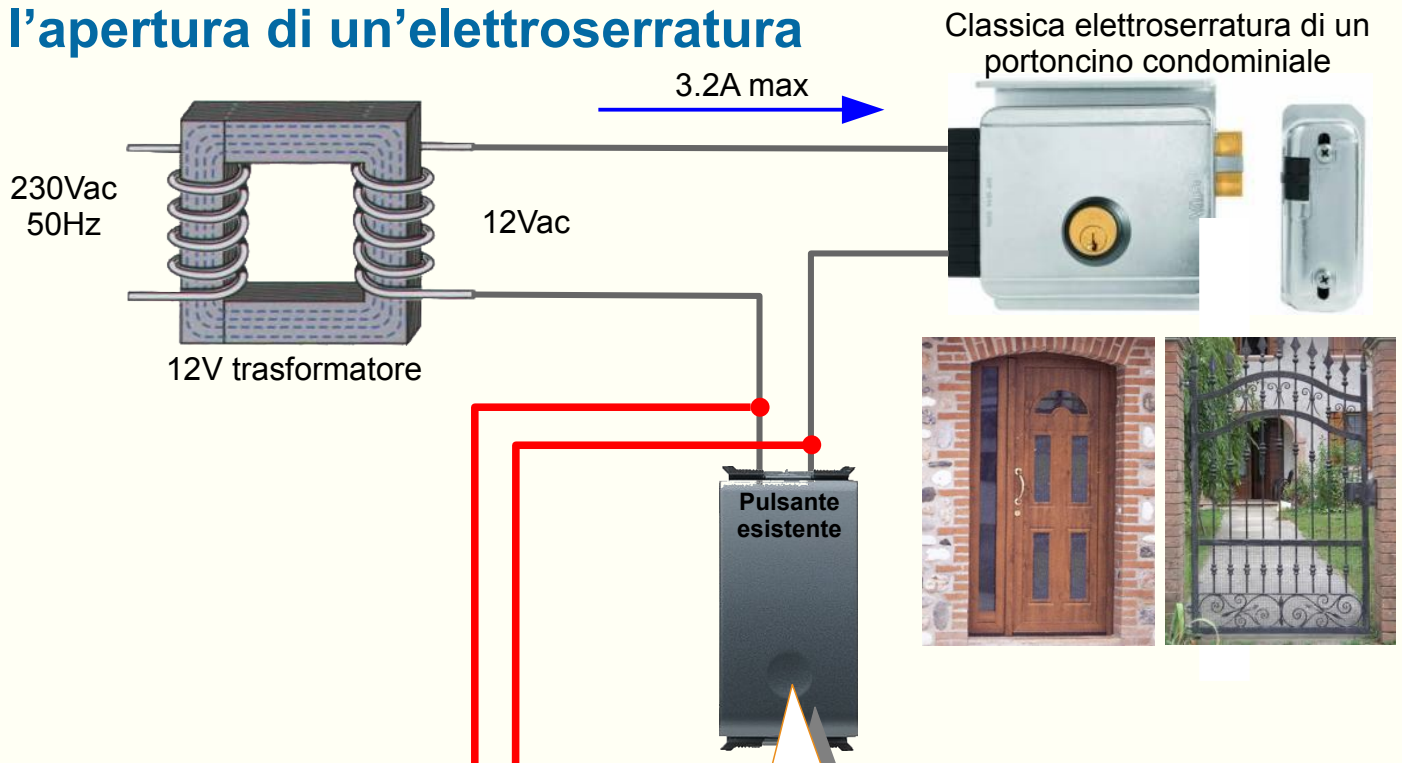 l’apertura di un’elettroserratura
Classica elettroserratura di un
portoncino condominiale
3.2A max
230Vac
50Hz
12Vac
12V trasformatore
Pulsante
esistente